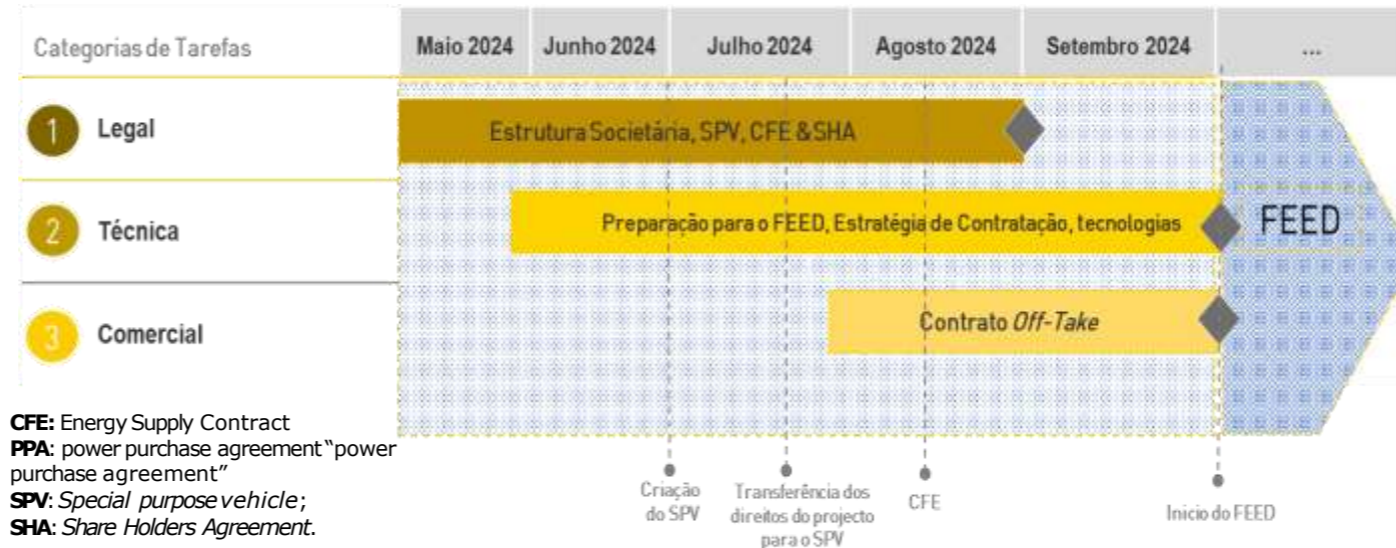 Categorias de Tarefas
Maio 2024
Junho 2024
Julho 2024
Agosto 2024
Setembro 2024
...
1
Legal
Estrutura Societária, SPV, CFE & SHA
2
Técnica
Preparação para o FEED, Estratégia de Contratação, tecnologias
FEED
3
Comercial
Contrato Off-Take
CFE: Energy Supply Contract
PPA: power purchase agreement "power
purchase agreement"
SPV: Special purpose vehicle;
SHA: Share Holders Agreement.
Criação
do SPV
Transferência dos
direitos do projecto
para o SPV
CFE
Inicio do FEED